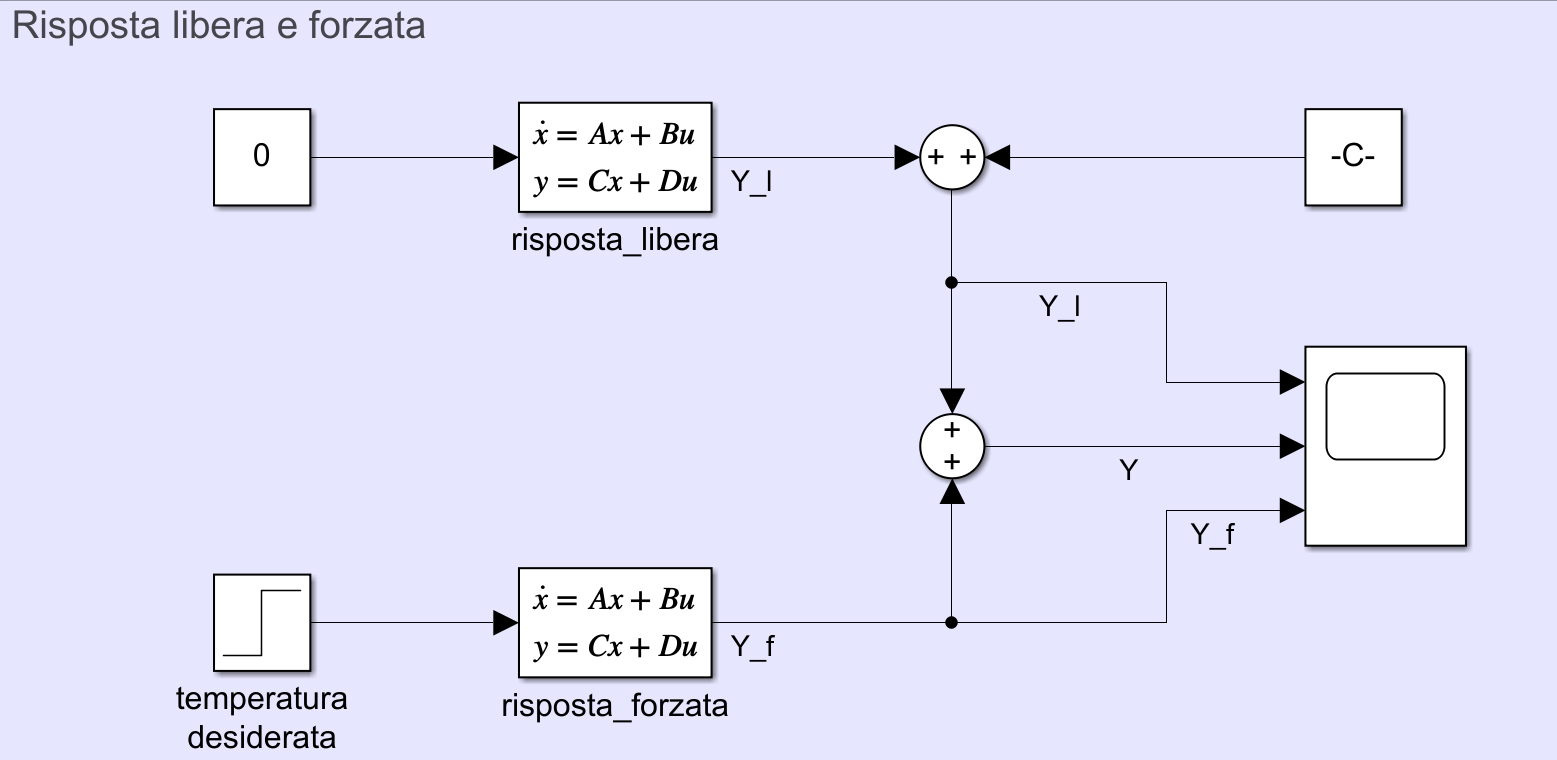 Risposta libera e forzata
0
ẋ = Ax + Bu
y = Cx + Du
Y_l
risposta_libera
+ +
-C-
Y_l
+
+
Y
Y_f
ẋ = Ax + Bu
y = Cx + Du
Y_f
risposta_forzata
temperatura
desiderata